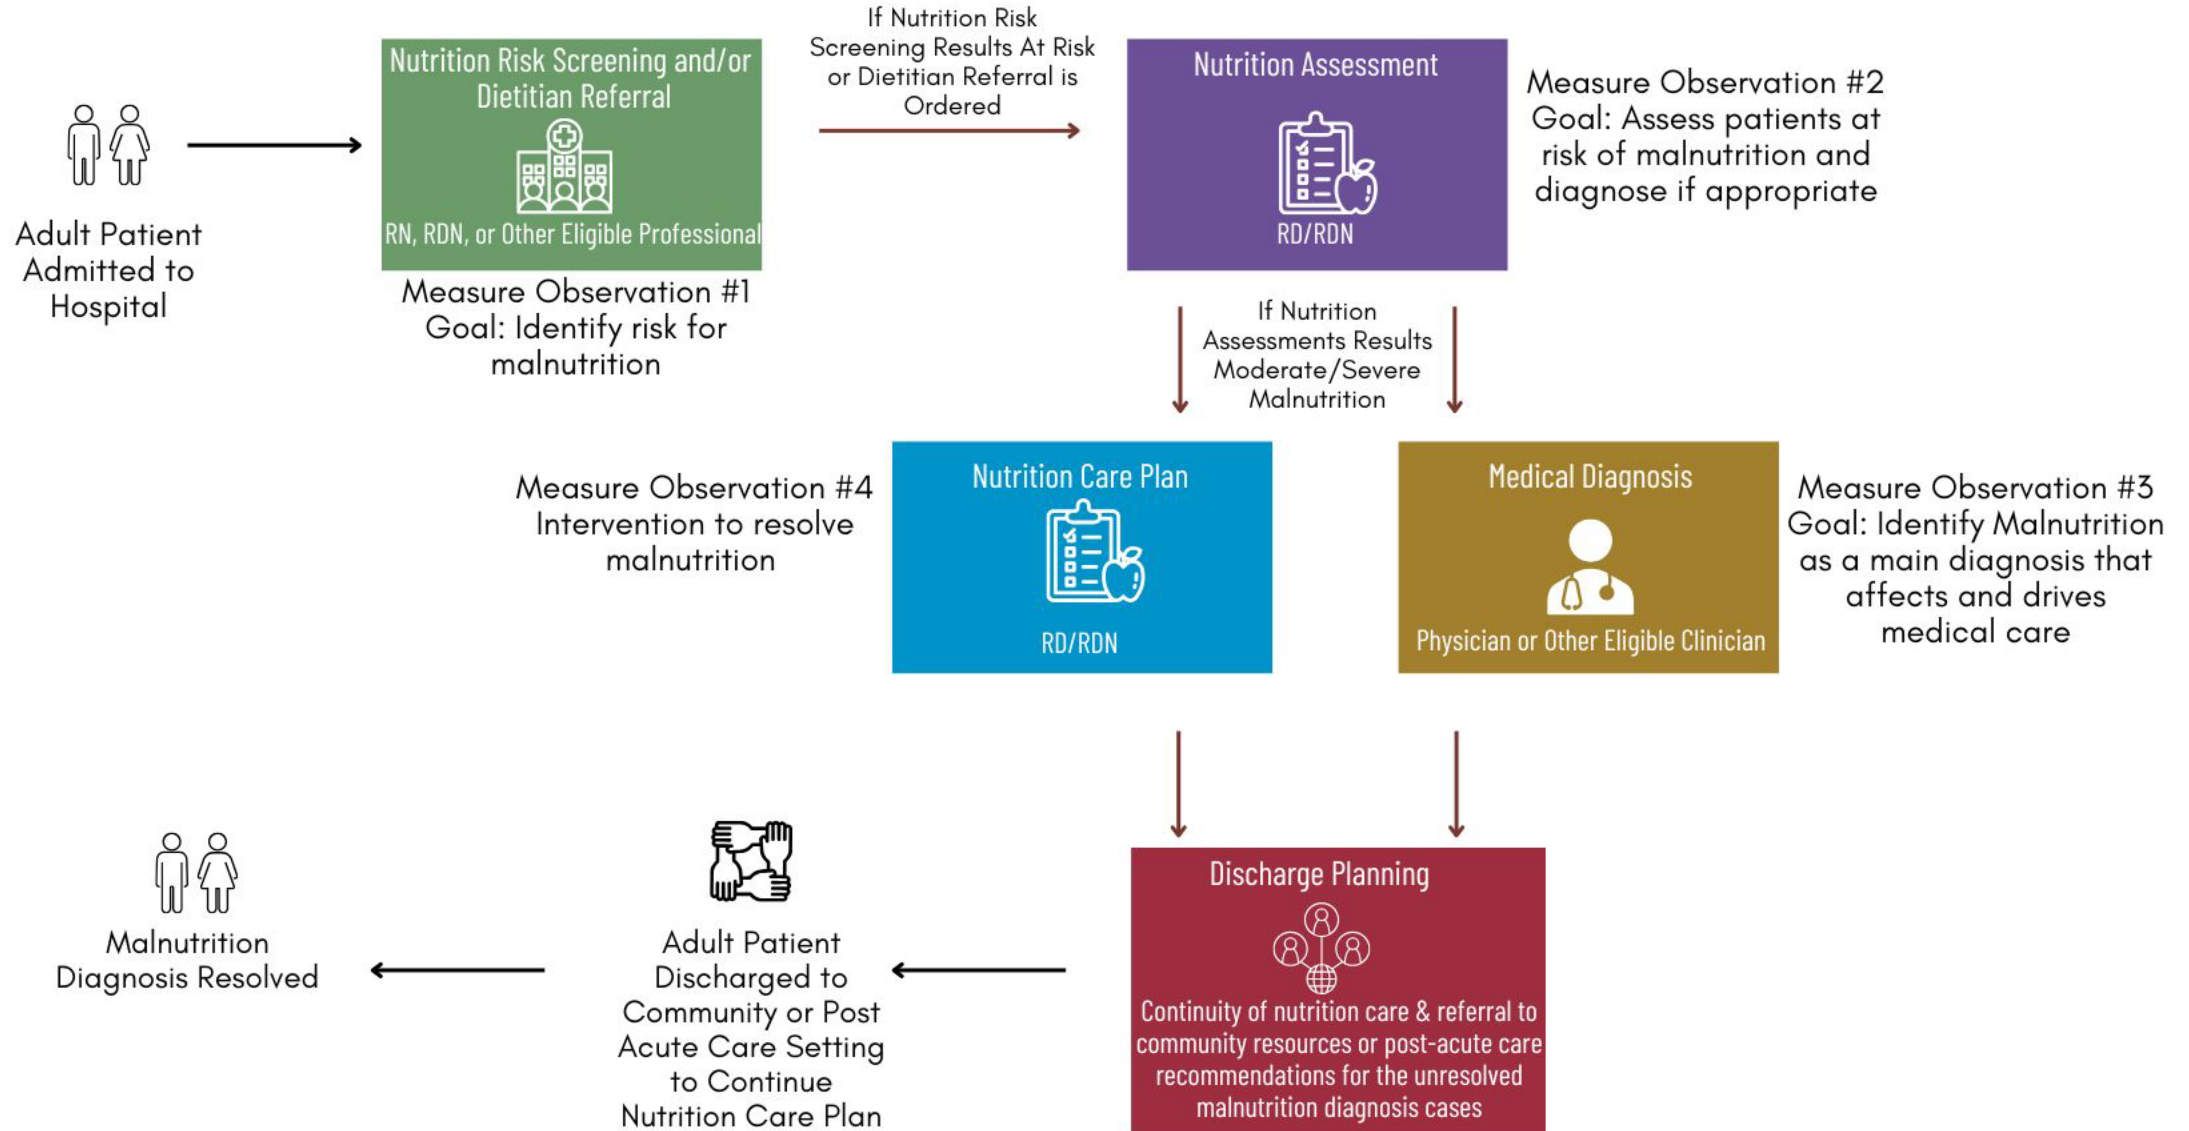 Adult Patient
Admitted to
Hospital
Nutrition Risk Screening and/or
Dietitian Referral
RN, RDN, or Other Eligible Professional
Measure Observation #1
Goal: Identify risk for
malnutrition
If Nutrition Risk
Screening Results At Risk
or Dietitian Referral is
Ordered
Nutrition Assessment
RD/RDN
Measure Observation #2
Goal: Assess patients at
risk of malnutrition and
diagnose if appropriate
If Nutrition
Assessments Results
Moderate/Severe
Malnutrition
Measure Observation #4
Intervention to resolve
malnutrition
Nutrition Care Plan
RD/RDN
Medical Diagnosis
Physician or Other Eligible Clinician
Measure Observation #3
Goal: Identify Malnutrition
as a main diagnosis that
affects and drives
medical care
Discharge Planning
Continuity of nutrition care & referral to
community resources or post-acute care
recommendations for the unresolved
malnutrition diagnosis cases
Adult Patient
Discharged to
Community or Post
Acute Care Setting
to Continue
Nutrition Care Plan
Malnutrition
Diagnosis Resolved